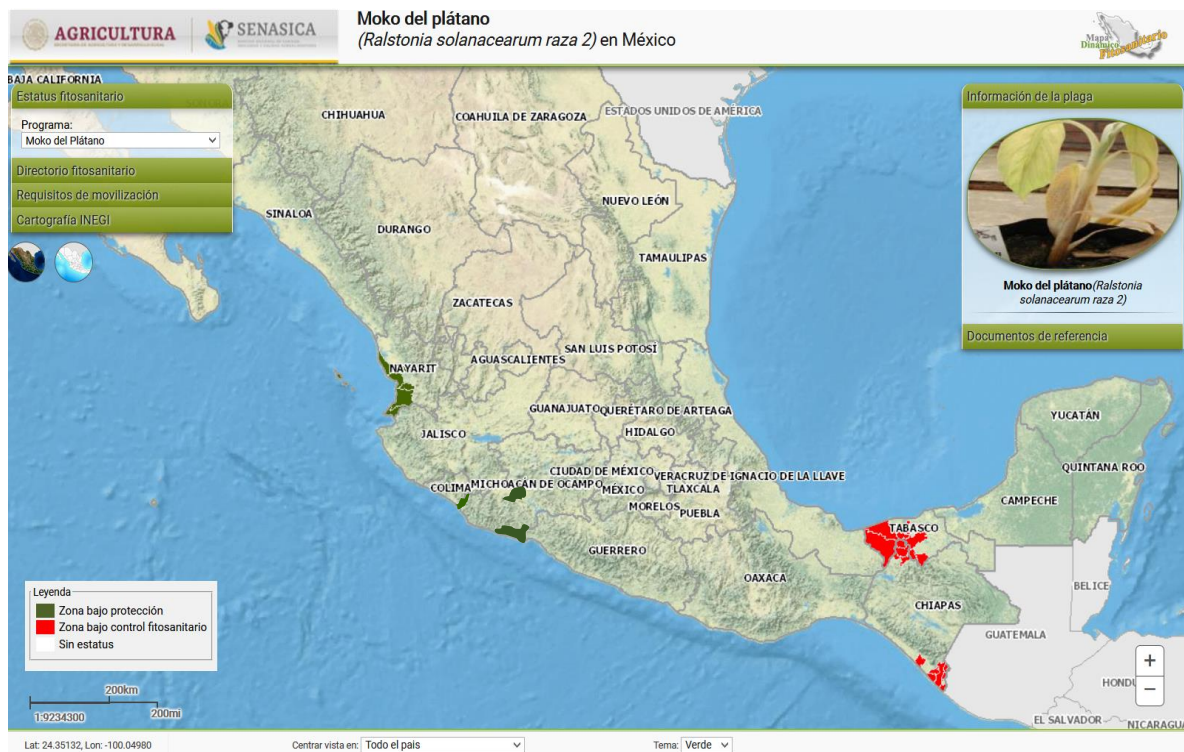 AGRICULTURA
SENASICA
Moko del plátano
(Ralstonia solanacearum raza 2) en México
Mapa
Dinámico
Fitosanitario
BAJA CALIFORNIA
Estatus fitosanitario
Programa:
Moko del Plátano
Directorio fitosanitario
Requisitos de movilización
Cartografía INEGI
Información de la plaga
Moko del plátano(Ralstonia
solanacearum raza 2)
Documentos de referencia
CHIHUAHUA
COAHUILA DE ZARAGOZA
ESTADOS UNIDOS DE AMÉRICA
NUEVO LEÓN
SINALOA
DURANGO
TAMAULIPAS
ZACATECAS
SAN LUIS POTOSÍ
AGUASCALIENTES
NAYARIT
GUANAJUATO
QUERÉTARO DE ARTEAGA
YUCATÁN
JALISCO
HIDALGO
QUINTANA ROO
CIUDAD DE MÉXICO
VERACRUZ DE IGNACIO DE LA LLAVE
COLIMA
MICHOACÁN DE OCAMPO
MÉXICO
TLAXCALA
CAMPECHE
MORELOS
PUEBLA
TABASCO
GUERRERO
OAXACA
BELICE
CHIAPAS
GUATEMALA
HONDU
EL SALVADOR
NICARAGUA
Leyenda
Zona bajo protección
Zona bajo control fitosanitario
Sin estatus
200km
1:9234300
200mi
+
−
Lat: 24.35132, Lon: -100.04980
Centrar vista en: Todo el pais
Tema: Verde